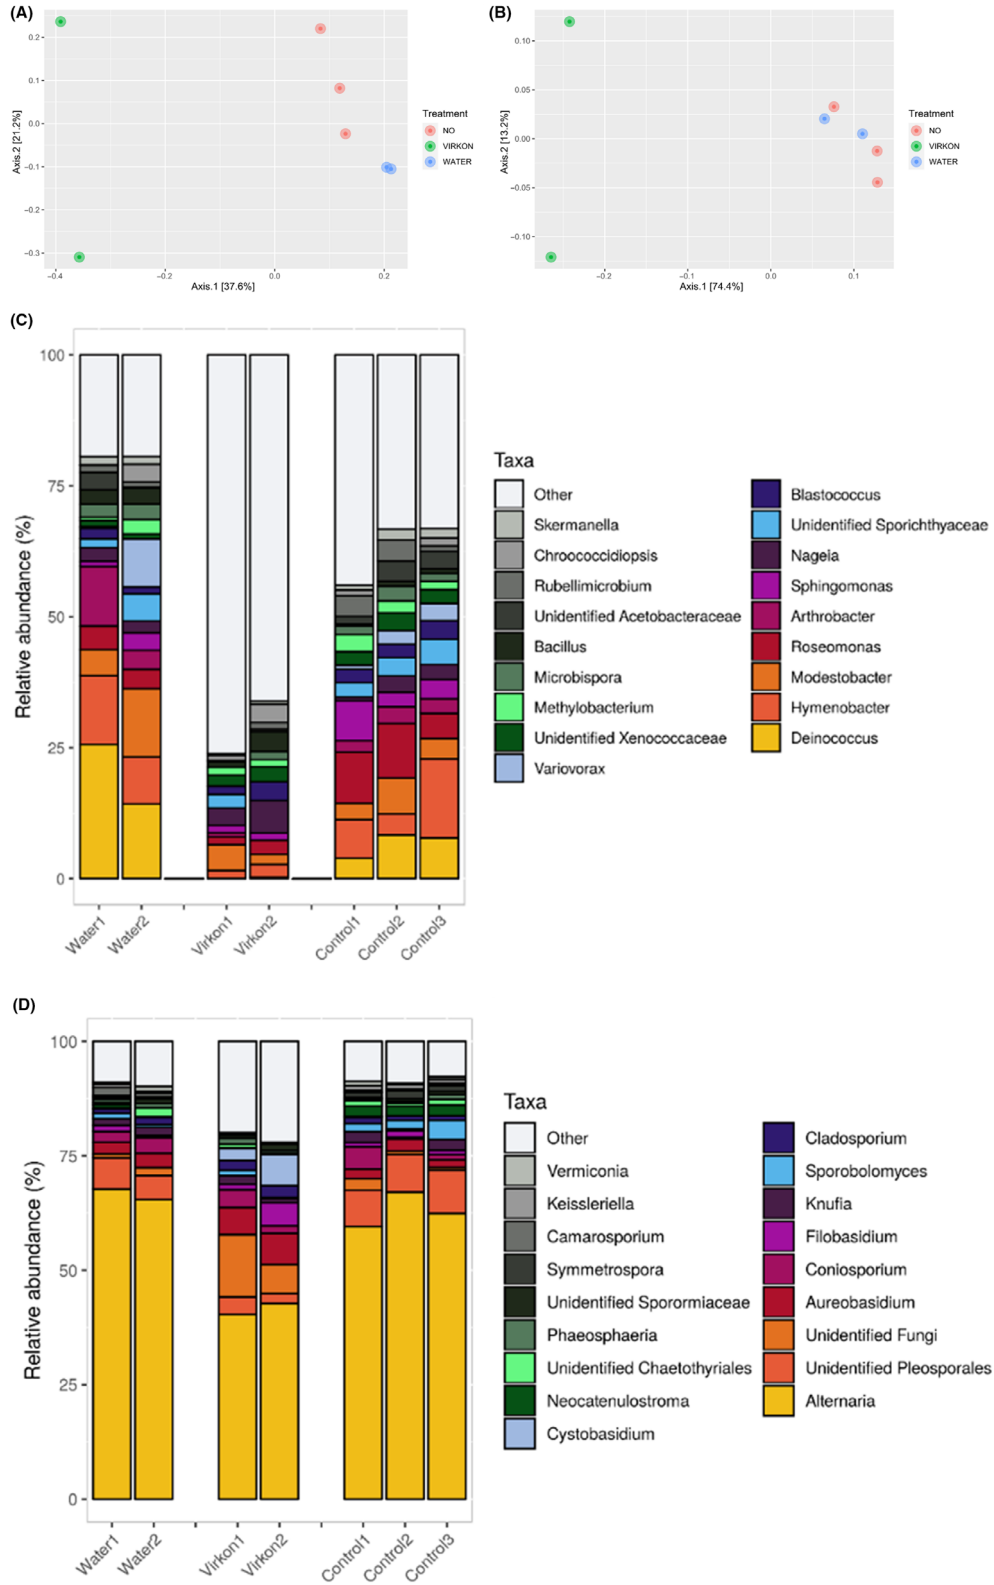 (A)
0.2
0.1
0.0
−0.1
−0.2
−0.3
Axis.2 [21.2%]
−0.4
−0.2
0.0
0.2
Axis.1 [37.6%]
Treatment
NO
VIRKON
WATER
(B)
0.10
0.05
0.00
−0.05
−0.10
Axis.2 [13.2%]
−0.2
−0.1
0.0
0.1
Axis.1 [74.4%]
Treatment
NO
VIRKON
WATER
(C)
100
75
50
25
0
Relative abundance (%)
Water1
Water2
Virkon1
Virkon2
Control1
Control2
Control3
Taxa
Other
Skermanella
Chroococcidiopsis
Rubellimicrobium
Unidentified Acetobacteraceae
Bacillus
Microbispora
Methylobacterium
Unidentified Xenococcaceae
Variovorax
Blastococcus
Unidentified Sporichthyaceae
Nageia
Sphingomonas
Arthrobacter
Roseomonas
Modestobacter
Hymenobacter
Deinococcus
(D)
100
75
50
25
0
Relative abundance (%)
Water1
Water2
Virkon1
Virkon2
Control1
Control2
Control3
Taxa
Other
Vermiconia
Keissleriella
Camarosporium
Symmetrospora
Unidentified Sporormiaceae
Phaeosphaeria
Unidentified Chaetothyriales
Neocatenulostroma
Cystobasidium
Cladosporium
Sporobolomyces
Knufia
Filobasidium
Coniosporium
Aureobasidium
Unidentified Fungi
Unidentified Pleosporales
Alternaria